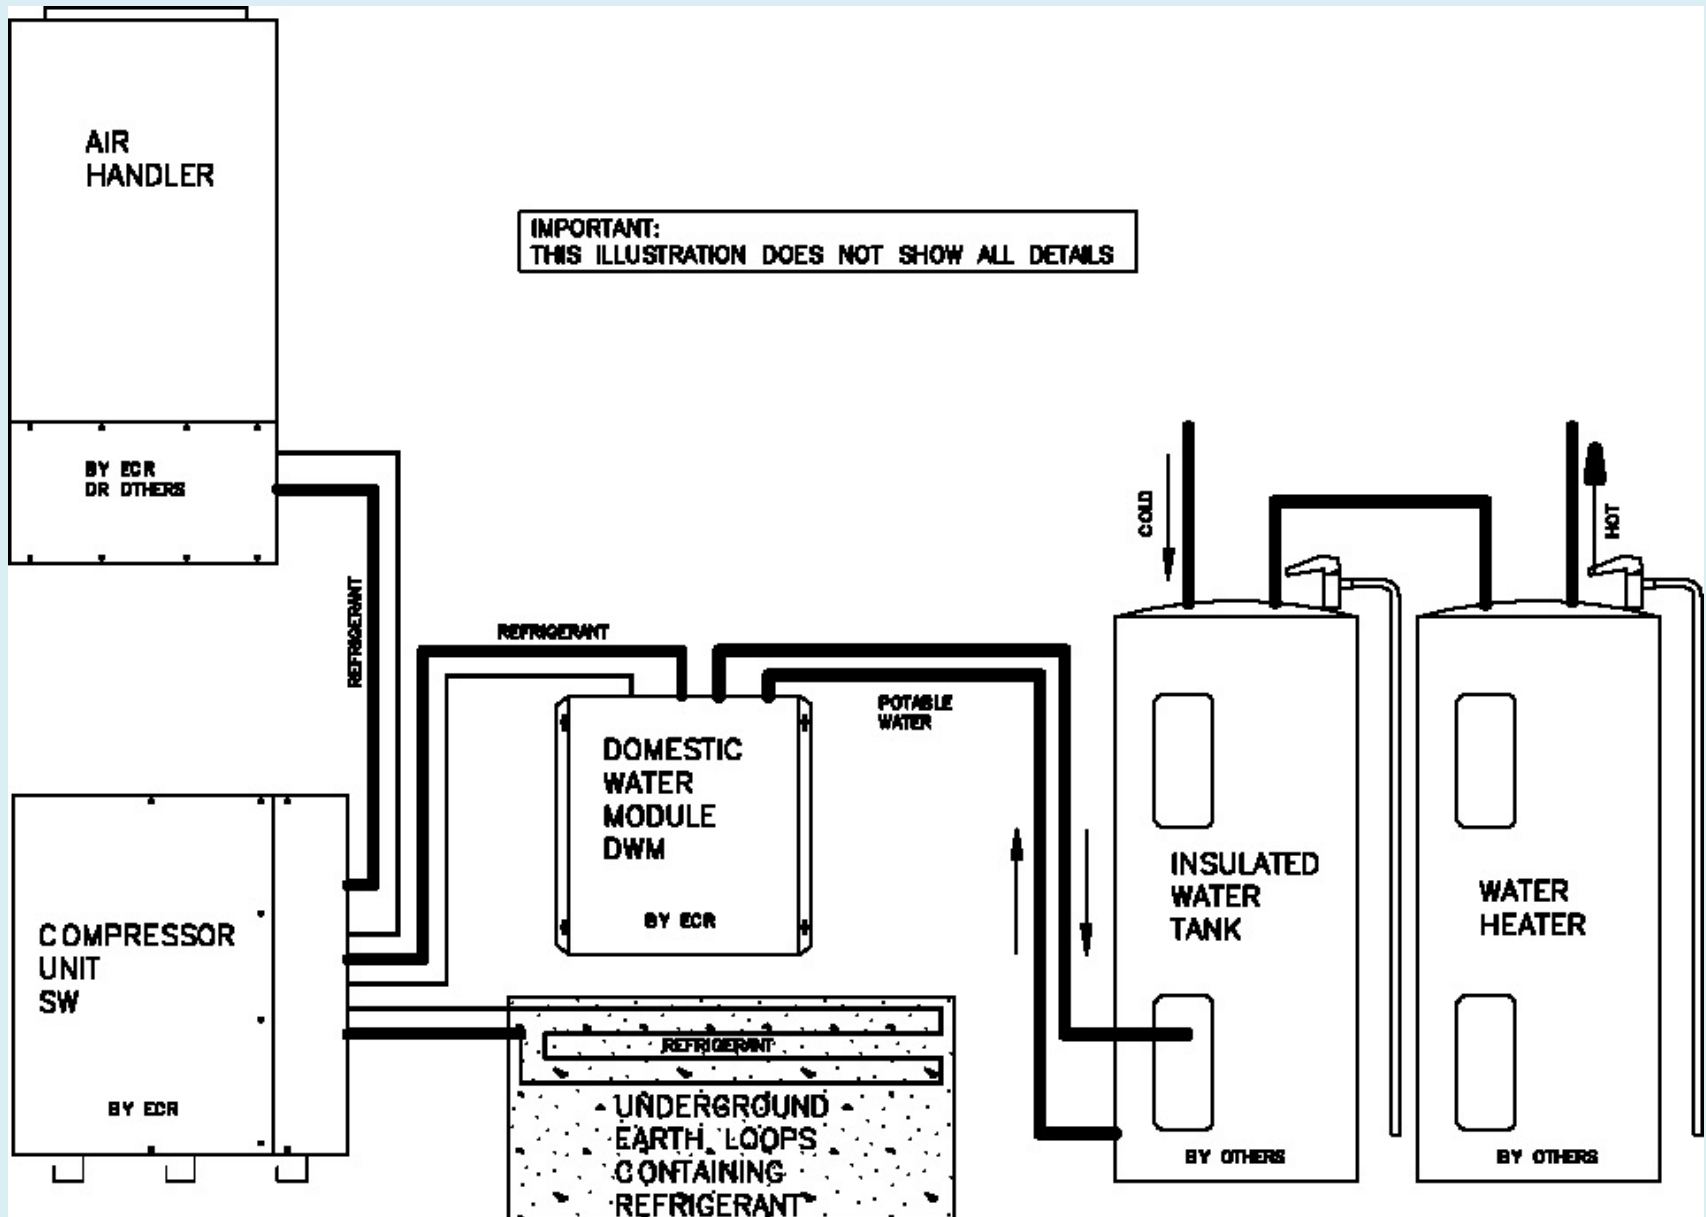 AIR
HANDLER
BY ECR
OR OTHERS
IMPORTANT:
THIS ILLUSTRATION DOES NOT SHOW ALL DETAILS
COLD
HOT
REFRIGERANT
REFRIGERANT
POTABLE
WATER
DOMESTIC
WATER
MODULE
DWM
BY ECR
INSULATED
WATER
TANK
BY OTHERS
WATER
HEATER
BY OTHERS
COMPRESSOR
UNIT
SW
BY ECR
REFRIGERANT
UNDERGROUND
EARTH LOOPS
CONTAINING
REFRIGERANT